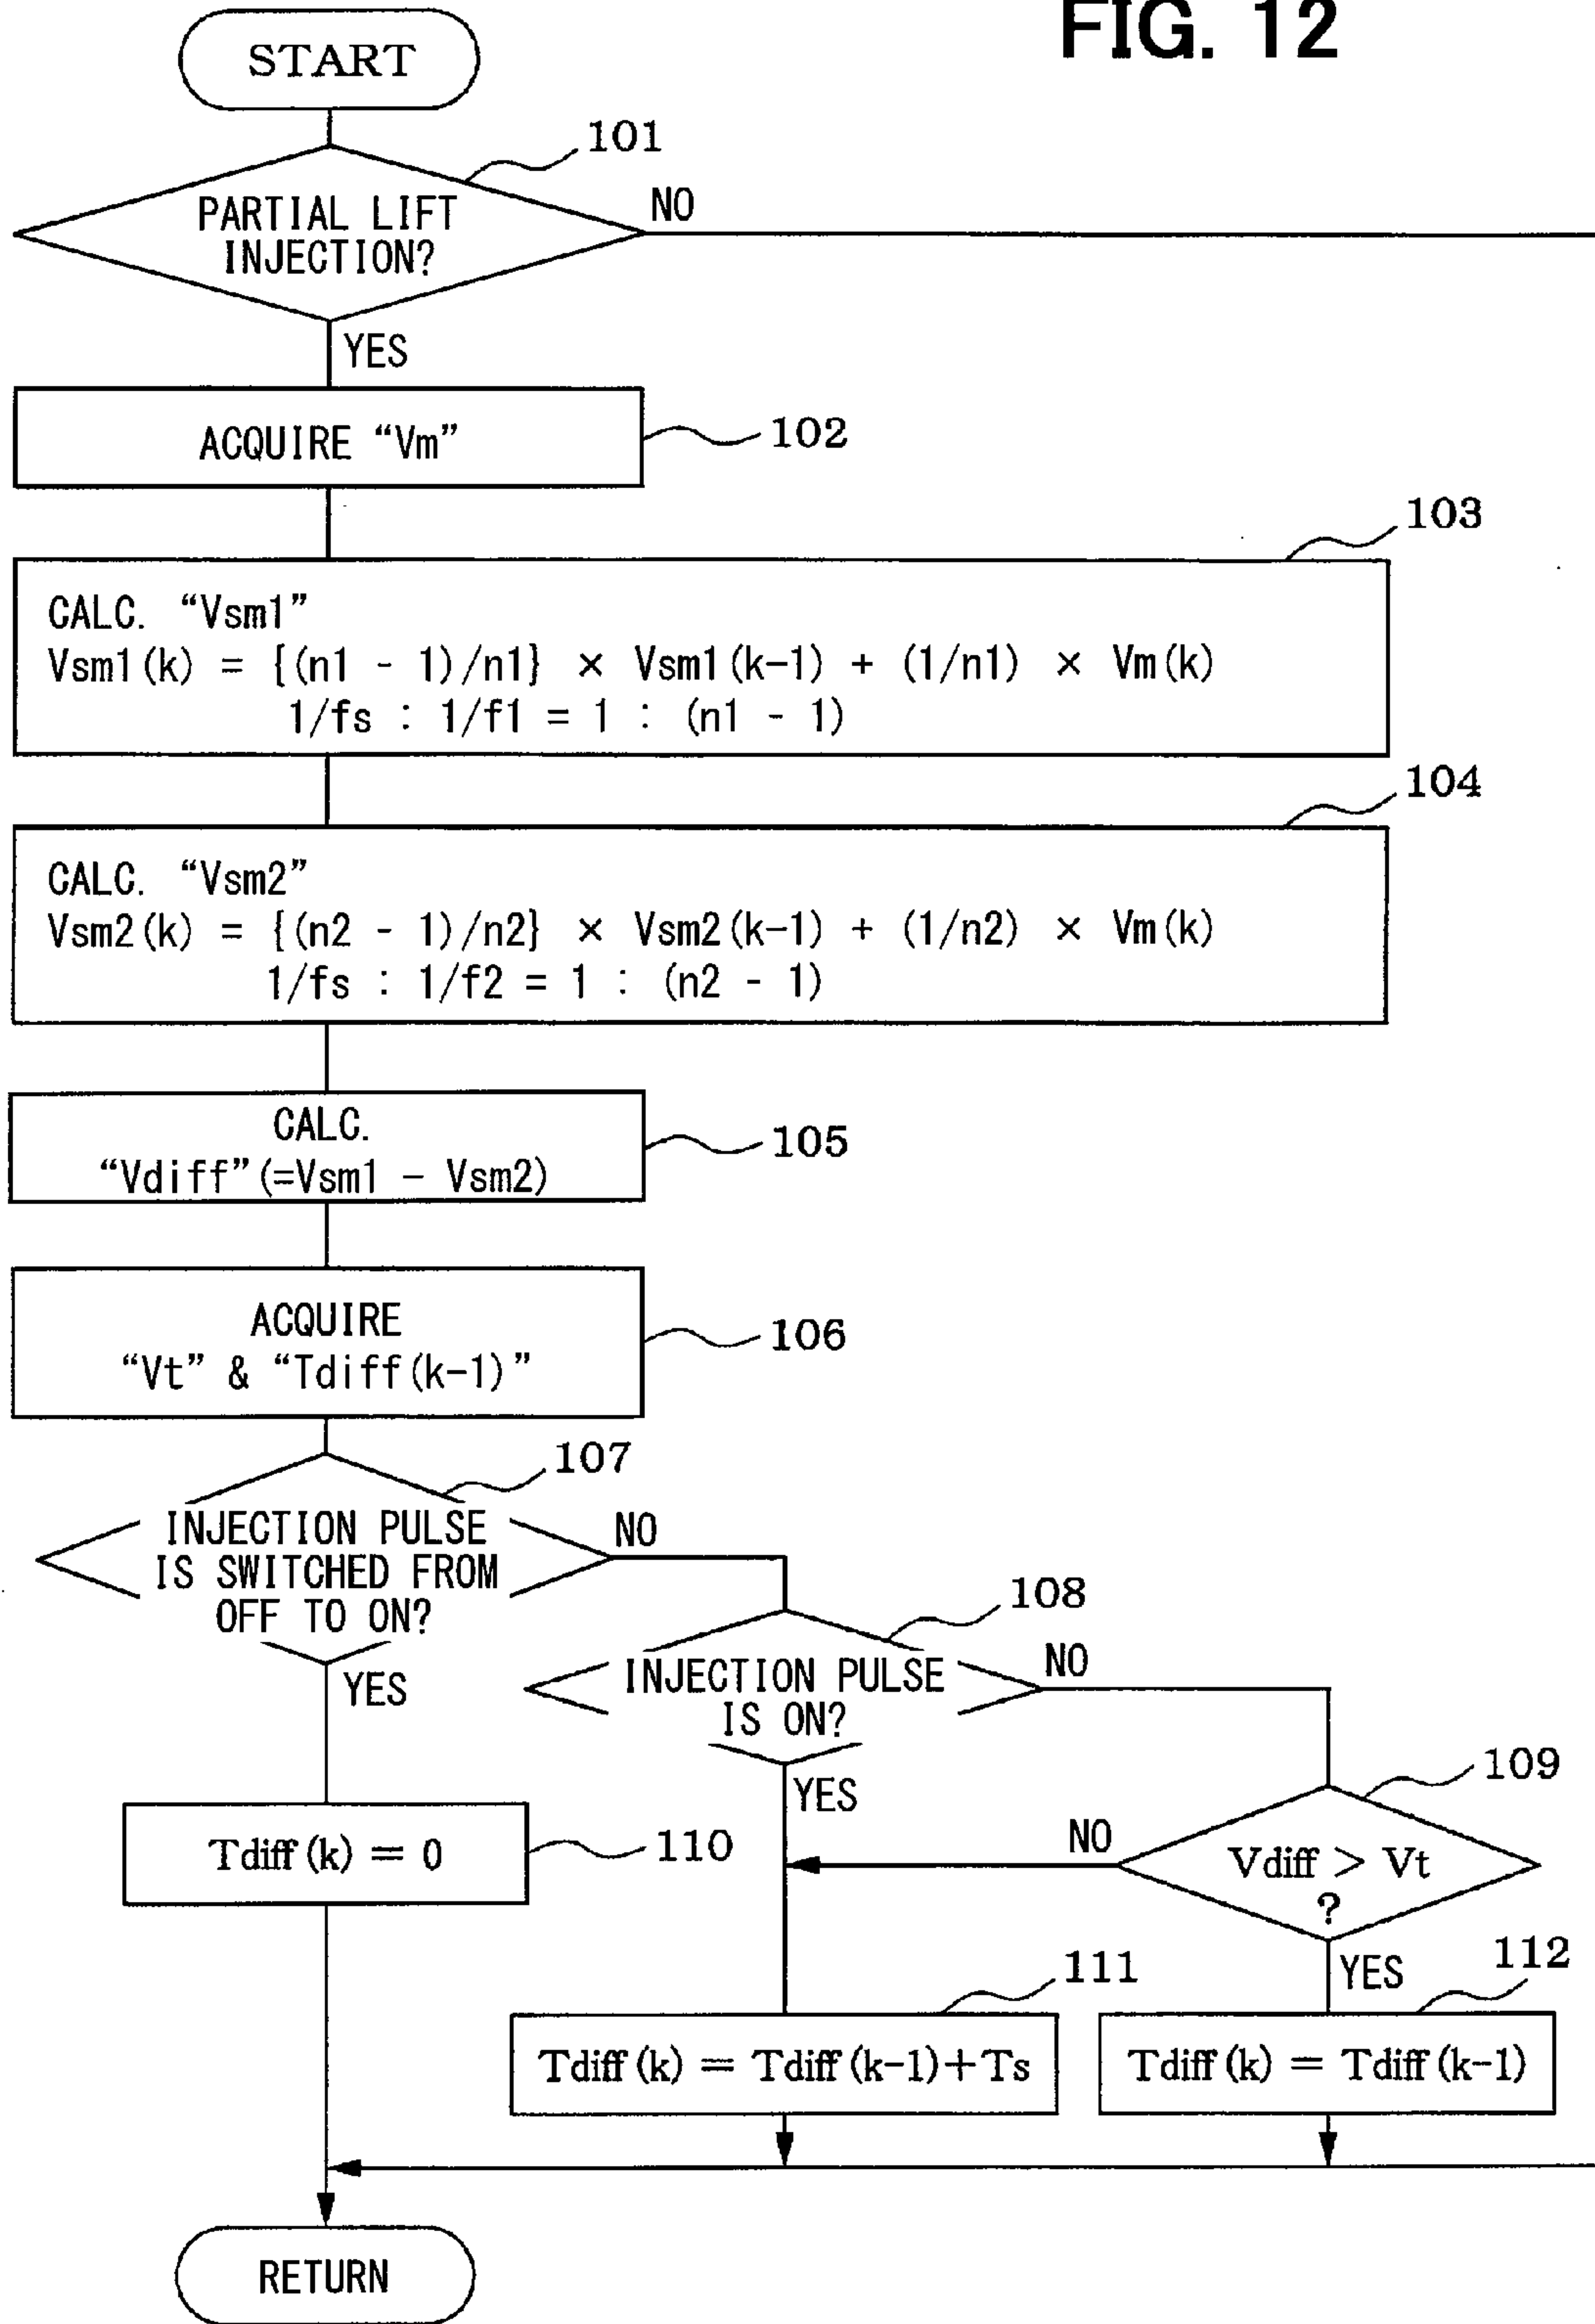 FIG. 12
START
101
PARTIAL LIFT
INJECTION?
NO
YES
ACQUIRE “Vm”
102
103
CALC. “Vsm1”
Vsm1(k) = {(n1 - 1)/n1} × Vsm1(k-1) + (1/n1) × Vm(k)
1/fs : 1/f1 = 1 : (n1 - 1)
104
CALC. “Vsm2”
Vsm2(k) = {(n2 - 1)/n2} × Vsm2(k-1) + (1/n2) × Vm(k)
1/fs : 1/f2 = 1 : (n2 - 1)
CALC.
“Vdiff”(=Vsm1 - Vsm2)
105
ACQUIRE
“Vt” & “Tdiff(k-1)”
106
107
INJECTION PULSE
IS SWITCHED FROM
OFF TO ON?
NO
YES
108
INJECTION PULSE
IS ON?
NO
YES
109
Vdiff > Vt
?
NO
YES
Tdiff(k) = 0
110
111
Tdiff(k) = Tdiff(k-1)+Ts
112
Tdiff(k) = Tdiff(k-1)
RETURN